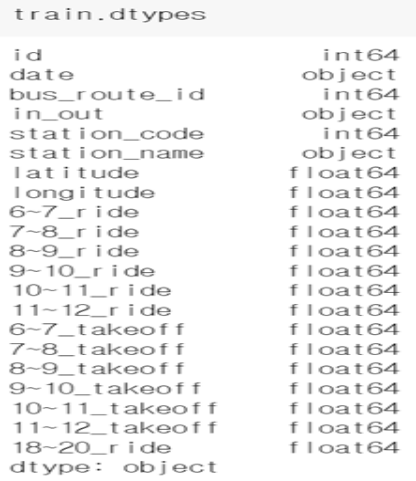 train.dtypes
id int64
date object
bus_route_id int64
in_out object
station_code int64
station_name object
latitude float64
longitude float64
6~7_ride float64
7~8_ride float64
8~9_ride float64
9~10_ride float64
10~11_ride float64
11~12_ride float64
6~7_takeoff float64
7~8_takeoff float64
8~9_takeoff float64
9~10_takeoff float64
10~11_takeoff float64
11~12_takeoff float64
18~20_ride float64
dtype: object